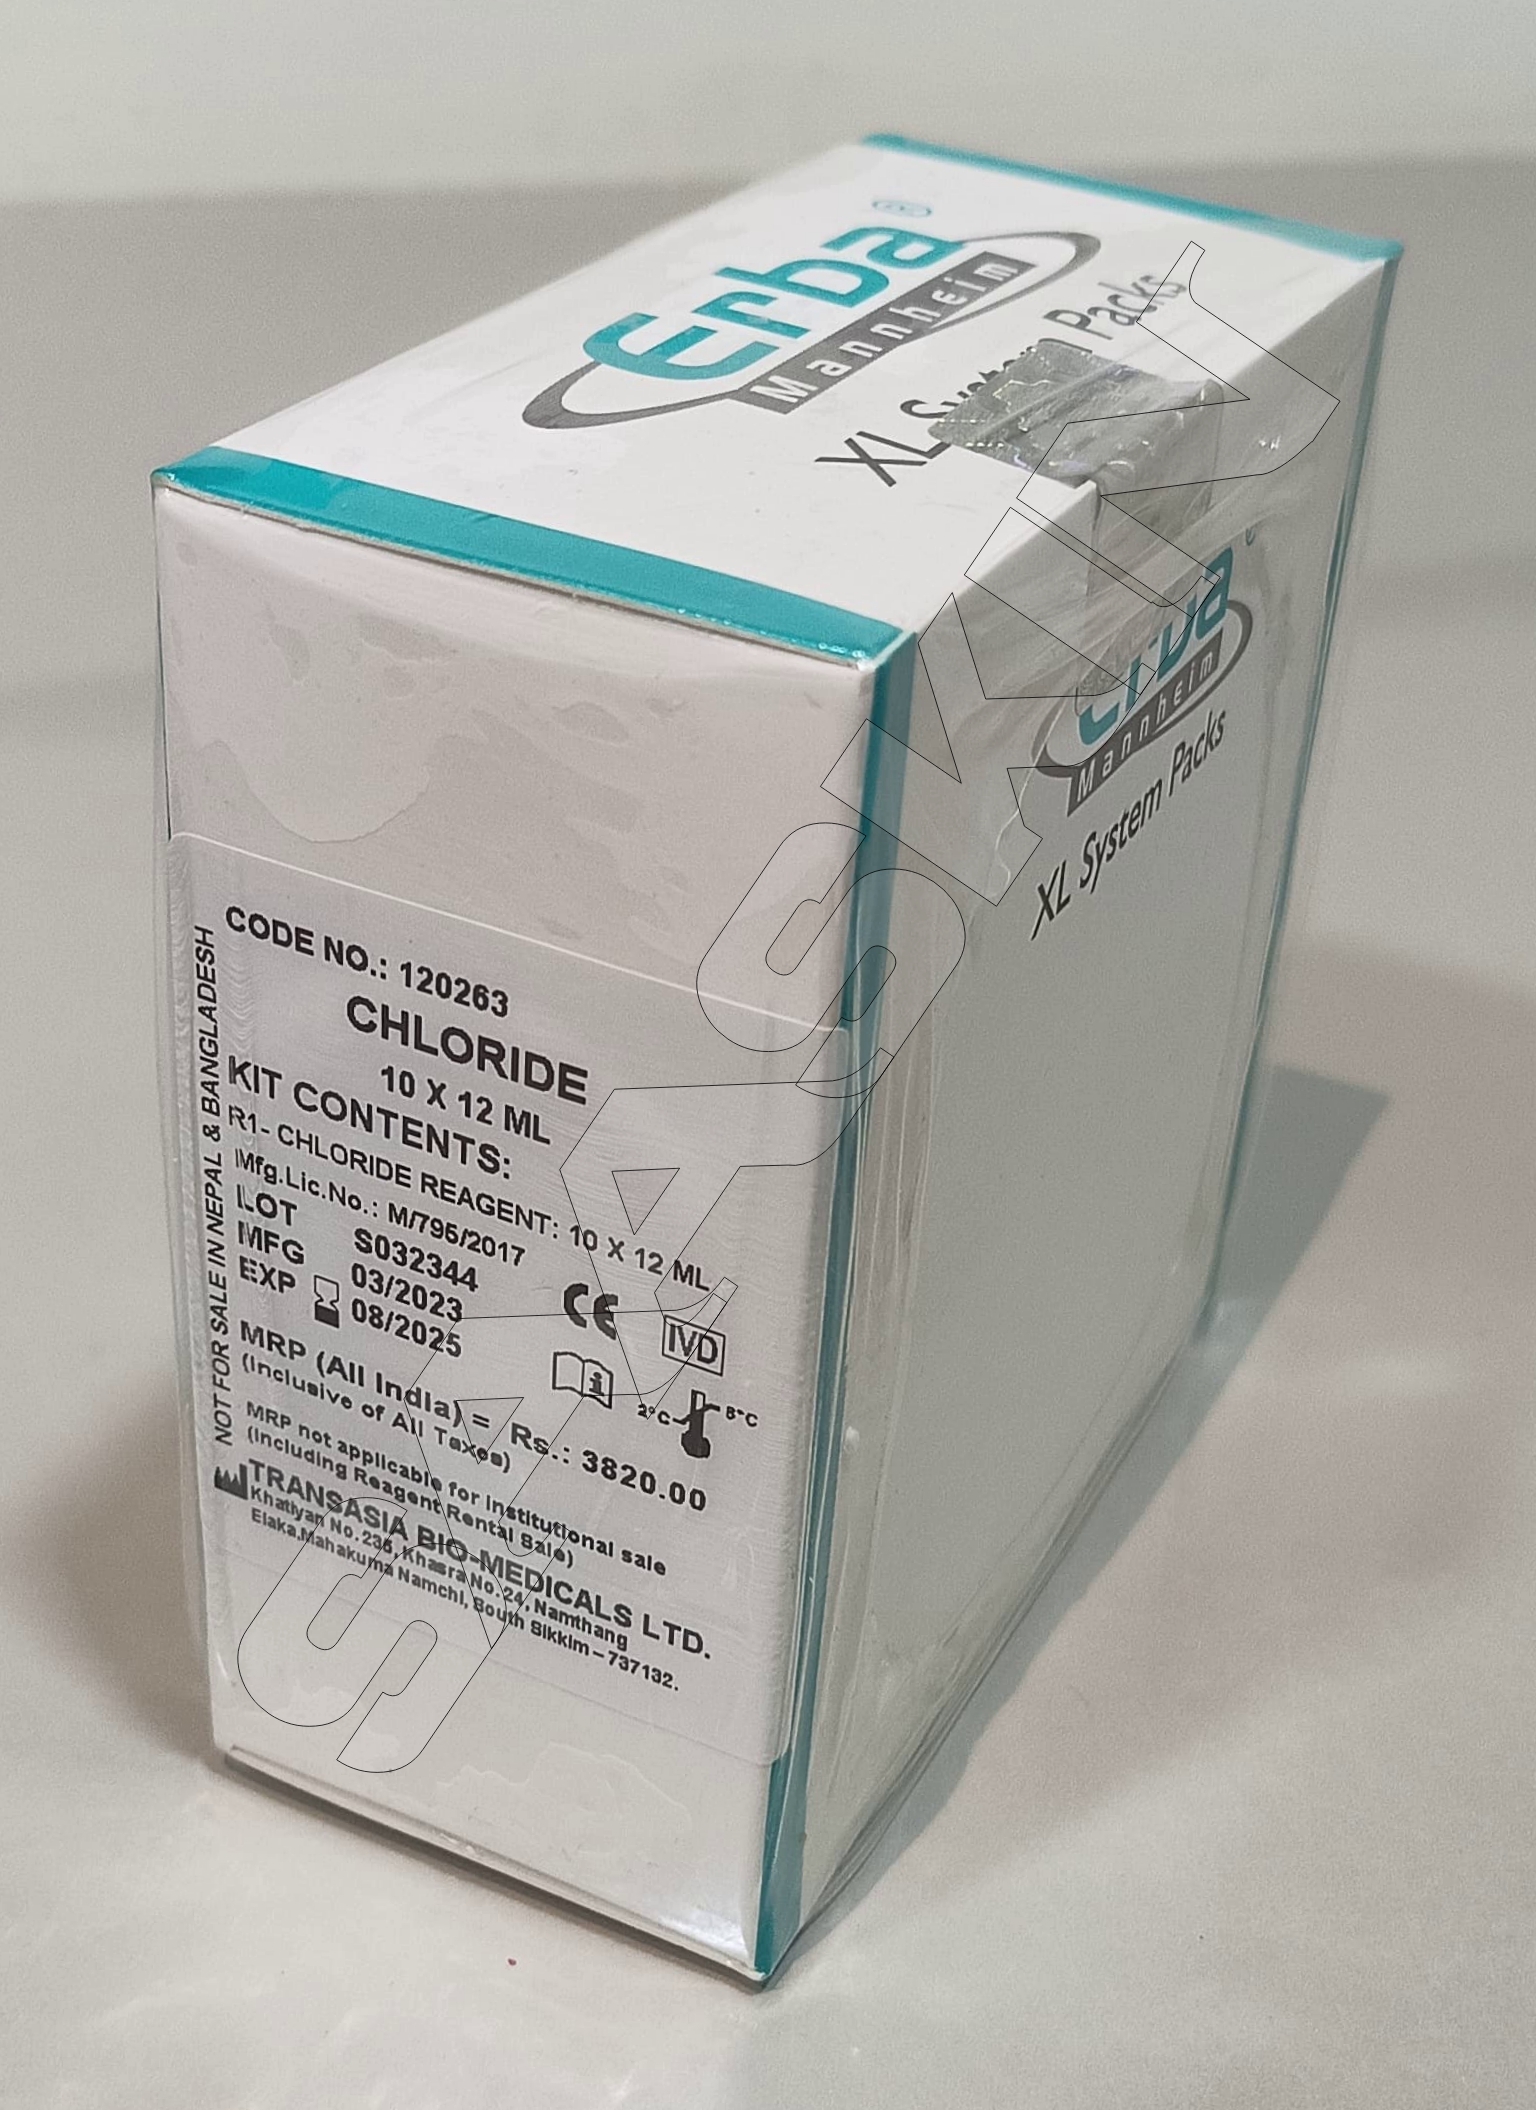 Erba
Mannheim
XL System Packs
Erba
Mannheim
XL System Packs
CODE NO.: 120263
CHLORIDE
10 X 12 ML
KIT CONTENTS:
R1- CHLORIDE REAGENT: 10 X 12 ML
Mfg.Lic.No.: M/795/2017
LOT S032344
MFG 03/2023
EXP 08/2025
CE
IVD
i
2°C 8°C
MRP (All India) = Rs.: 3820.00
(Inclusive of All Taxes)
MRP not applicable for institutional sale
(Including Reagent Rental Sale)
TRANSASIA BIO-MEDICALS LTD.
Khatiyan No.236, Khasra No.24, Namthang
Elaka,Mahakuma Namchi, South Sikkim – 737132.
NOT FOR SALE IN NEPAL & BANGLADESH